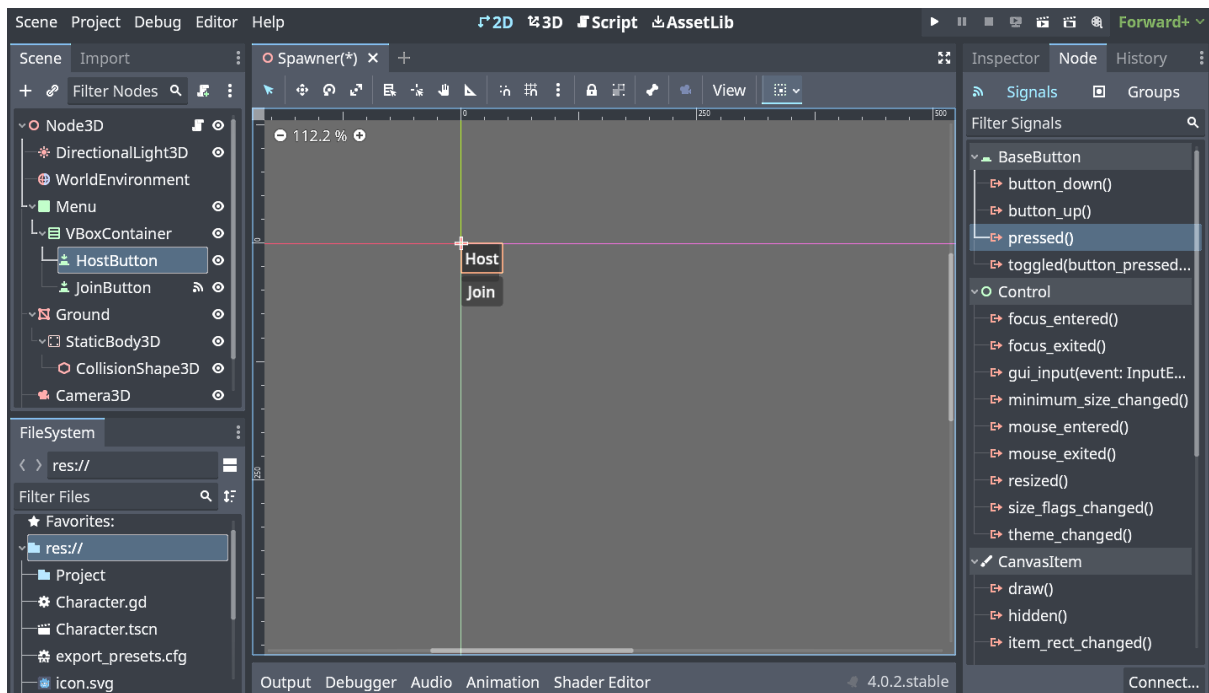 Scene Project Debug Editor Help
2D 3D Script AssetLib
Forward+
Scene Import
Filter Nodes
Node3D
DirectionalLight3D
WorldEnvironment
Menu
VBoxContainer
HostButton
JoinButton
Ground
StaticBody3D
CollisionShape3D
Camera3D
FileSystem
res://
Filter Files
Favorites:
res://
Project
Character.gd
Character.tscn
export_presets.cfg
icon.svg
Spawner(*)
View
0 250 500
112.2 %
0
Host
Join
250
Output Debugger Audio Animation Shader Editor
4.0.2.stable
Inspector Node History
Signals Groups
Filter Signals
BaseButton
button_down()
button_up()
pressed()
toggled(button_pressed...
Control
focus_entered()
focus_exited()
gui_input(event: InputE...
minimum_size_changed()
mouse_entered()
mouse_exited()
resized()
size_flags_changed()
theme_changed()
CanvasItem
draw()
hidden()
item_rect_changed()
Connect...